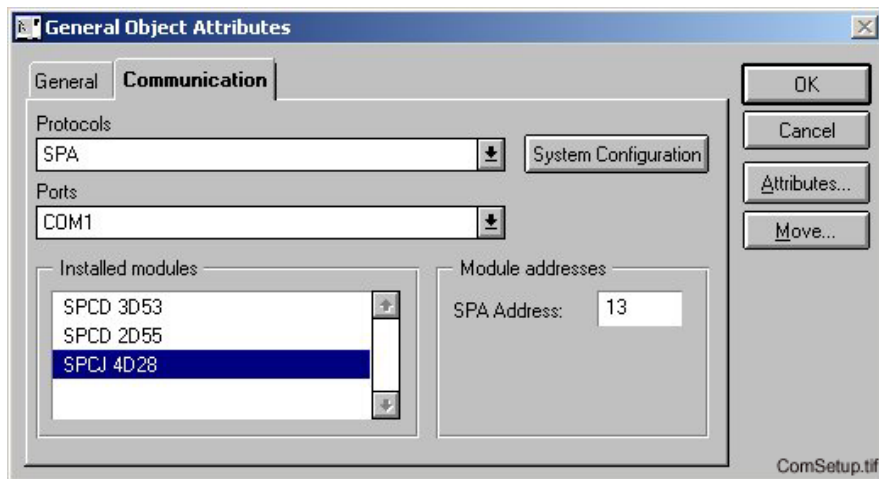 General Object Attributes
General
Communication
OK
Protocols
Cancel
SPA
System Configuration
Attributes...
Ports
COM1
Move...
Installed modules
Module addresses
SPCD 3D53
SPA Address:
13
SPCD 2D55
SPCJ 4D28
ComSetup.tif